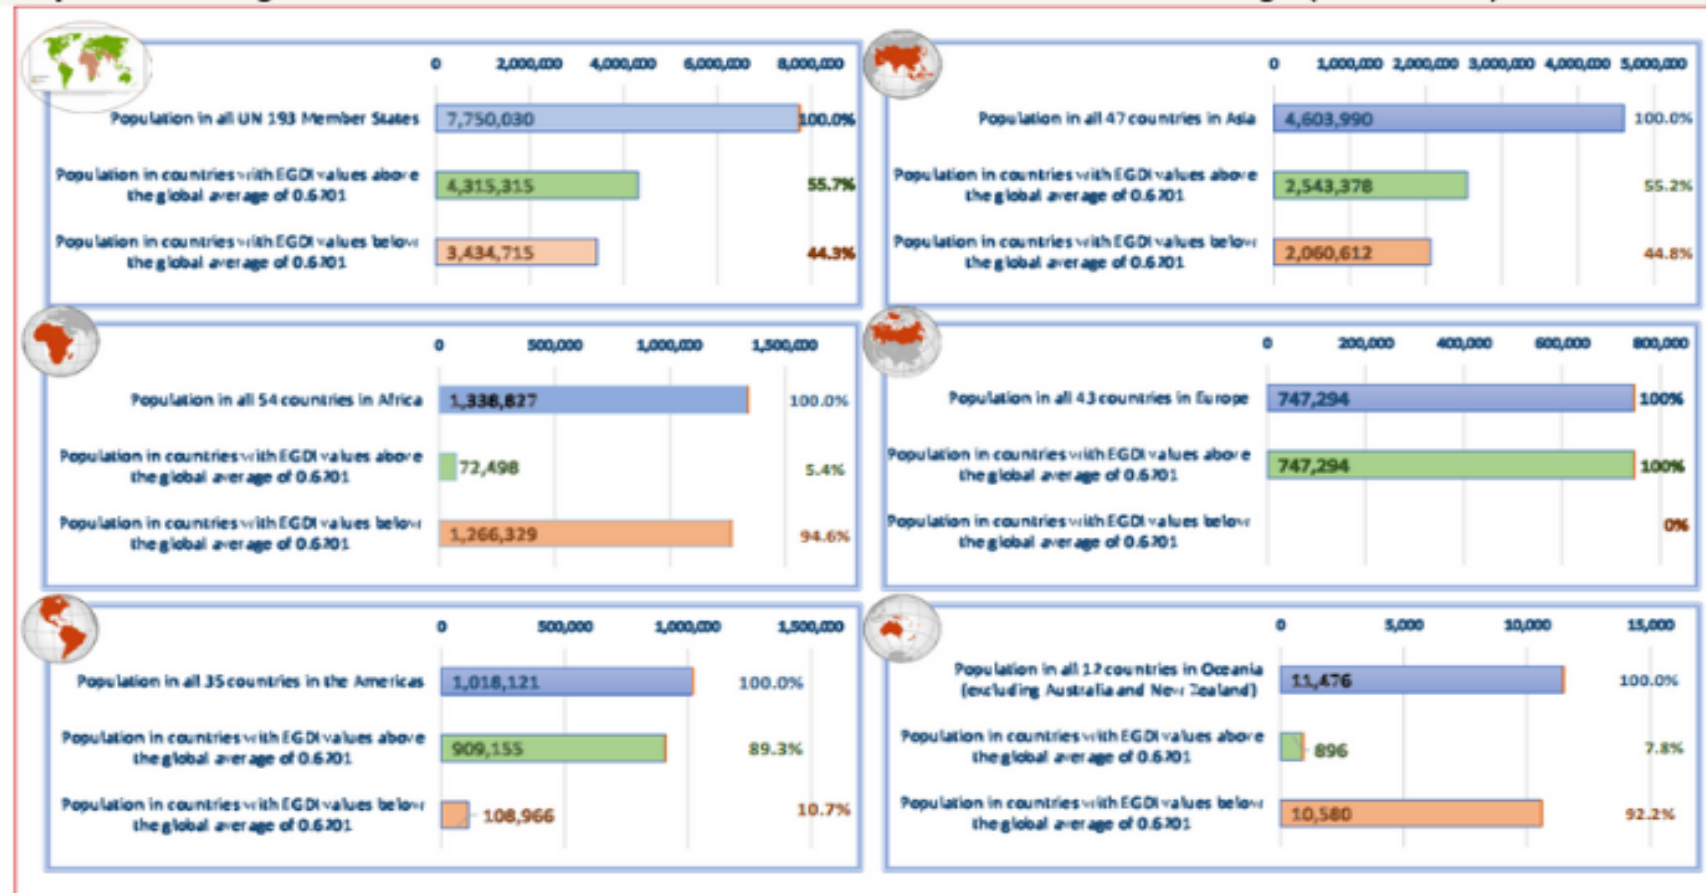 0 2,000,000 4,000,000 6,000,000 8,000,000
Population in all UN 193 Member States 7,750,030 100.0%
Population in countries with EGDI values above
the global average of 0.6101 4,315,315 55.7%
Population in countries with EGDI values below
the global average of 0.6101 3,434,715 44.3%
0 1,000,000 2,000,000 3,000,000 4,000,000 5,000,000
Population in all 47 countries in Asia 4,603,990 100.0%
Population in countries with EGDI values above
the global average of 0.6101 2,543,378 55.2%
Population in countries with EGDI values below
the global average of 0.6101 2,060,612 44.8%
0 500,000 1,000,000 1,500,000
Population in all 54 countries in Africa 1,338,827 100.0%
Population in countries with EGDI values above
the global average of 0.6101 72,498 5.4%
Population in countries with EGDI values below
the global average of 0.6101 1,266,329 94.6%
0 200,000 400,000 600,000 800,000
Population in all 43 countries in Europe 747,294 100%
Population in countries with EGDI values above
the global average of 0.6101 747,294 100%
Population in countries with EGDI values below
the global average of 0.6101 0%
0 500,000 1,000,000 1,500,000
Population in all 35 countries in the Americas 1,018,121 100.0%
Population in countries with EGDI values above
the global average of 0.6101 909,155 89.3%
Population in countries with EGDI values below
the global average of 0.6101 108,966 10.7%
0 5,000 10,000 15,000
Population in all 12 countries in Oceania
(excluding Australia and New Zealand) 11,476 100.0%
Population in countries with EGDI values above
the global average of 0.6101 896 7.8%
Population in countries with EGDI values below
the global average of 0.6101 10,580 92.2%